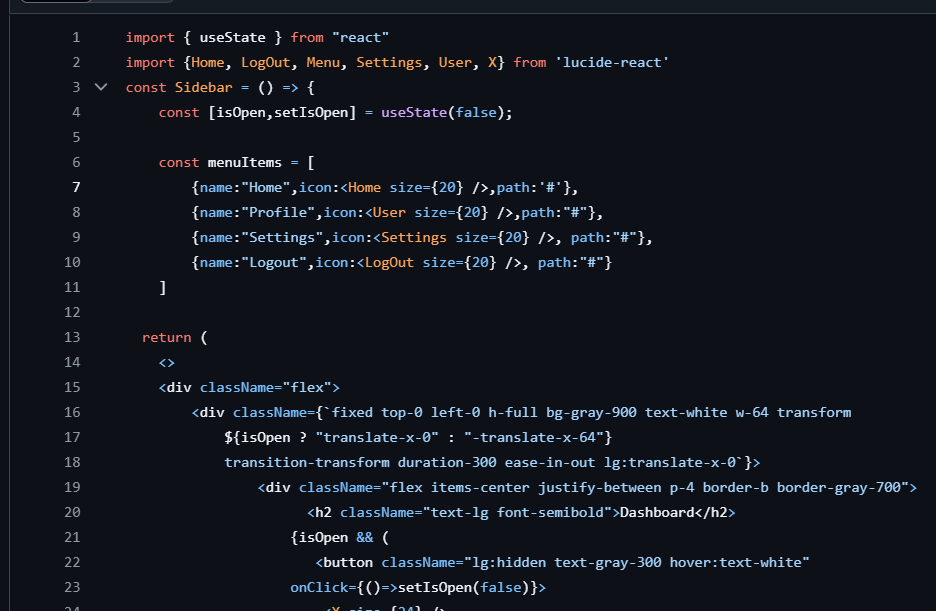 1 import { useState } from "react"
2 import {Home, LogOut, Menu, Settings, User, X} from 'lucide-react'
3 const Sidebar = () => {
4 const [isOpen,setIsOpen] = useState(false);
5
6 const menuItems = [
7 {name:"Home",icon:<Home size={20} />,path:'#'},
8 {name:"Profile",icon:<User size={20} />,path:"#"},
9 {name:"Settings",icon:<Settings size={20} />, path:"#"},
10 {name:"Logout",icon:<LogOut size={20} />, path:"#"}
11 ]
12
13 return (
14 <>
15 <div className="flex">
16 <div className={`fixed top-0 left-0 h-full bg-gray-900 text-white w-64 transform
17 ${isOpen ? "translate-x-0" : "-translate-x-64"}
18 transition-transform duration-300 ease-in-out lg:translate-x-0`}>
19 <div className="flex items-center justify-between p-4 border-b border-gray-700">
20 <h2 className="text-lg font-semibold">Dashboard</h2>
21 {isOpen && (
22 <button className="lg:hidden text-gray-300 hover:text-white"
23 onClick={()=>setIsOpen(false)}>
24 <X size={24} />